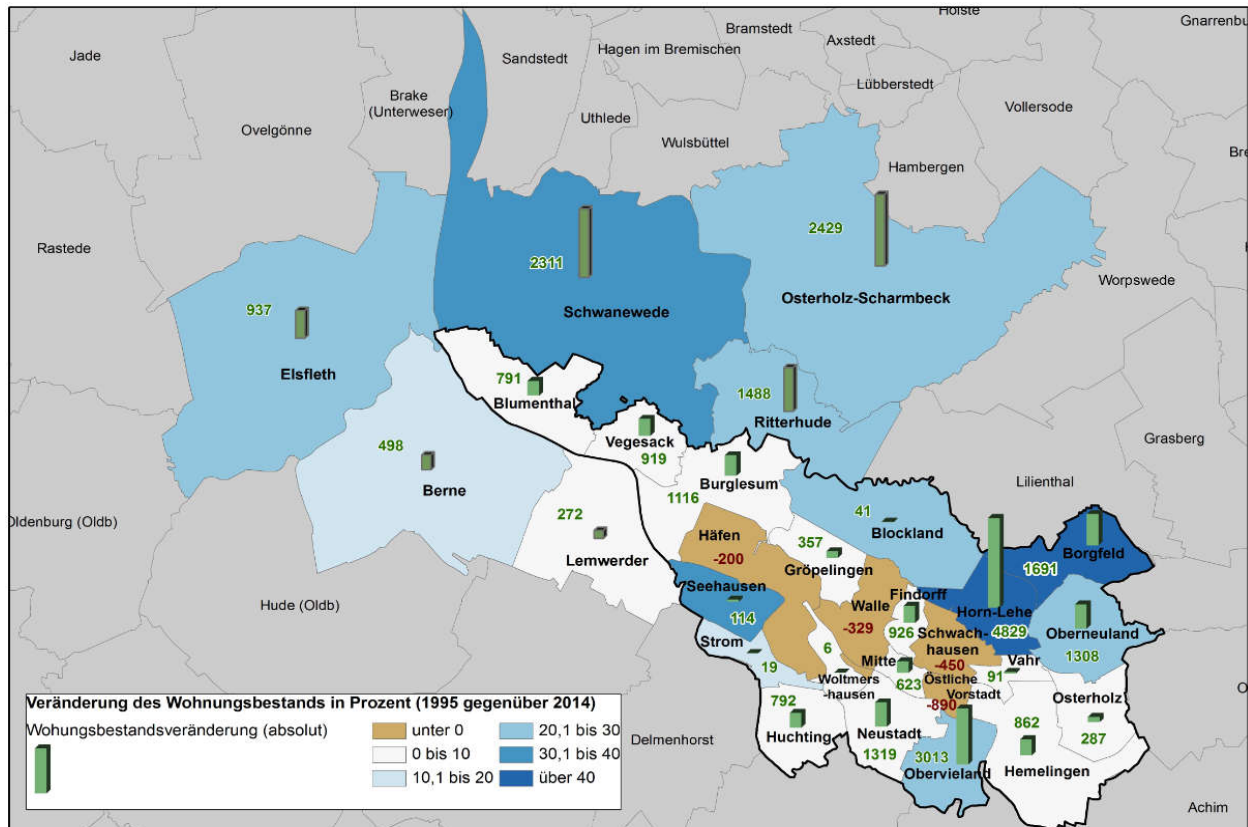 Holste
Gnarrenbu
Bramstedt
Axstedt
Hagen im Bremischen
Sandstedt
Jade
Lübberstedt
Brake
(Unterweser)
Vollersode
Uthlede
Ovelgönne
Wulsbüttel
Bre
Hambergen
2429
Rastede
2311
Worpswede
Osterholz-Scharmbeck
Schwanewede
937
Elsfleth
791
Blumenthal
1488
Ritterhude
Vegesack
919
Grasberg
498
Berne
Burglesum
Lilienthal
1116
272
Lemwerder
41
Blockland
Oldenburg (Oldb)
Häfen
-200
357
Gröpelingen
Borgfeld
1691
Seehausen
114
Hude (Oldb)
Walle
-329
Findorff
926
Horn-Lehe
4829
Schwach-
hausen
-450
Oberneuland
1308
Strom
19
6
Woltmers
-hausen
Mitte
623
Östliche
Vorstadt
-890
Vahr
91
Osterholz
287
792
Huchting
Neustadt
1319
3013
Obervieland
862
Hemelingen
Delmenhorst
Achim
Veränderung des Wohnungsbestands in Prozent (1995 gegenüber 2014)
Wohungsbestandsveränderung (absolut)
unter 0
0 bis 10
10,1 bis 20
20,1 bis 30
30,1 bis 40
über 40